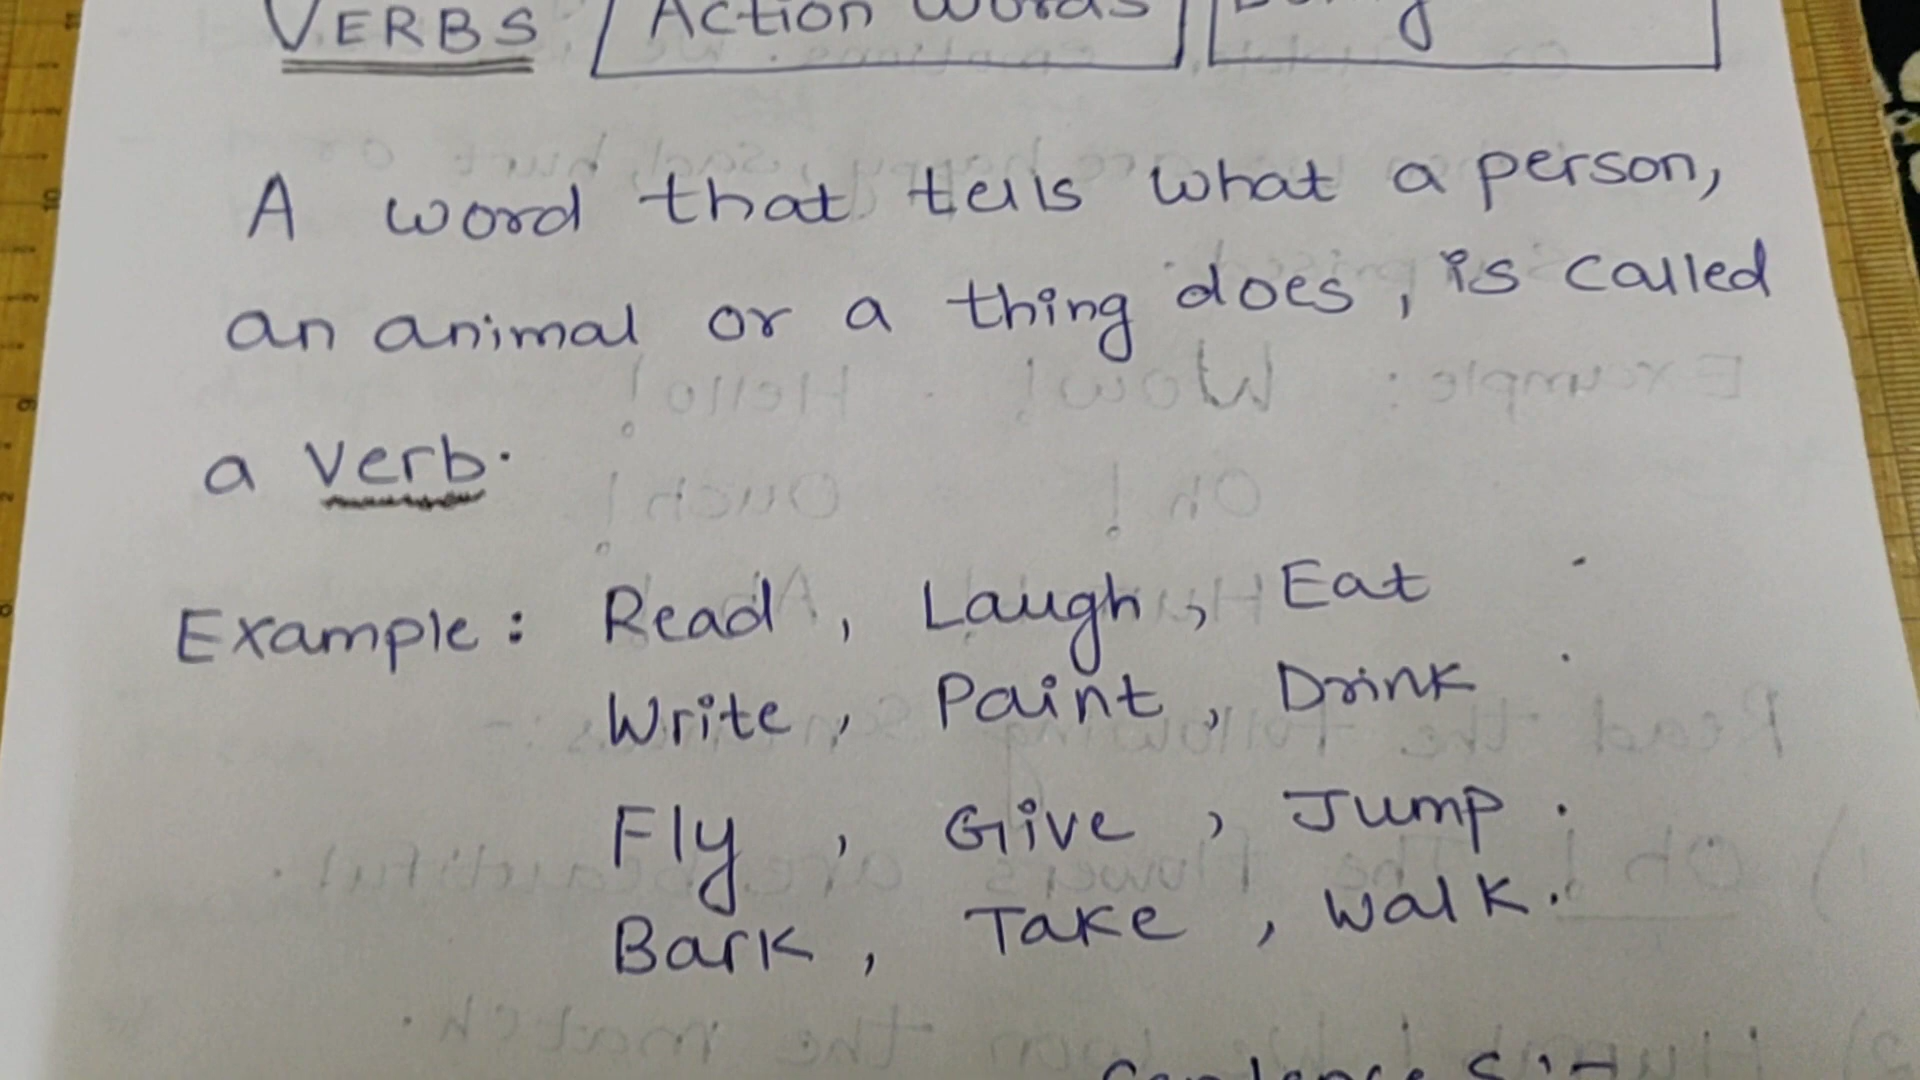 VERBS Action Words
A word that tells what a person,
an animal or a thing does, is called
a verb.
Example: Read, Laugh, Eat
Write, Paint, Drink
Fly, Give, Jump.
Bark, Take, Walk.